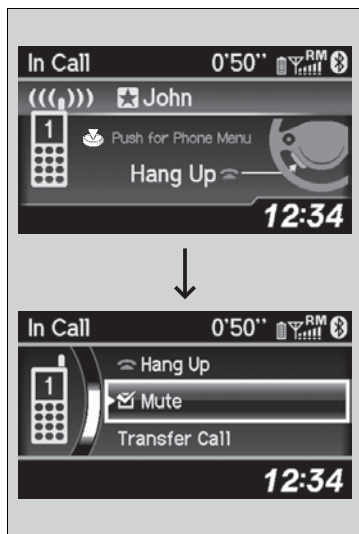 In Call 0'50'' RM
John
1
Push for Phone Menu
Hang Up
12:34
In Call 0'50'' RM
Hang Up
1
Mute
Transfer Call
12:34